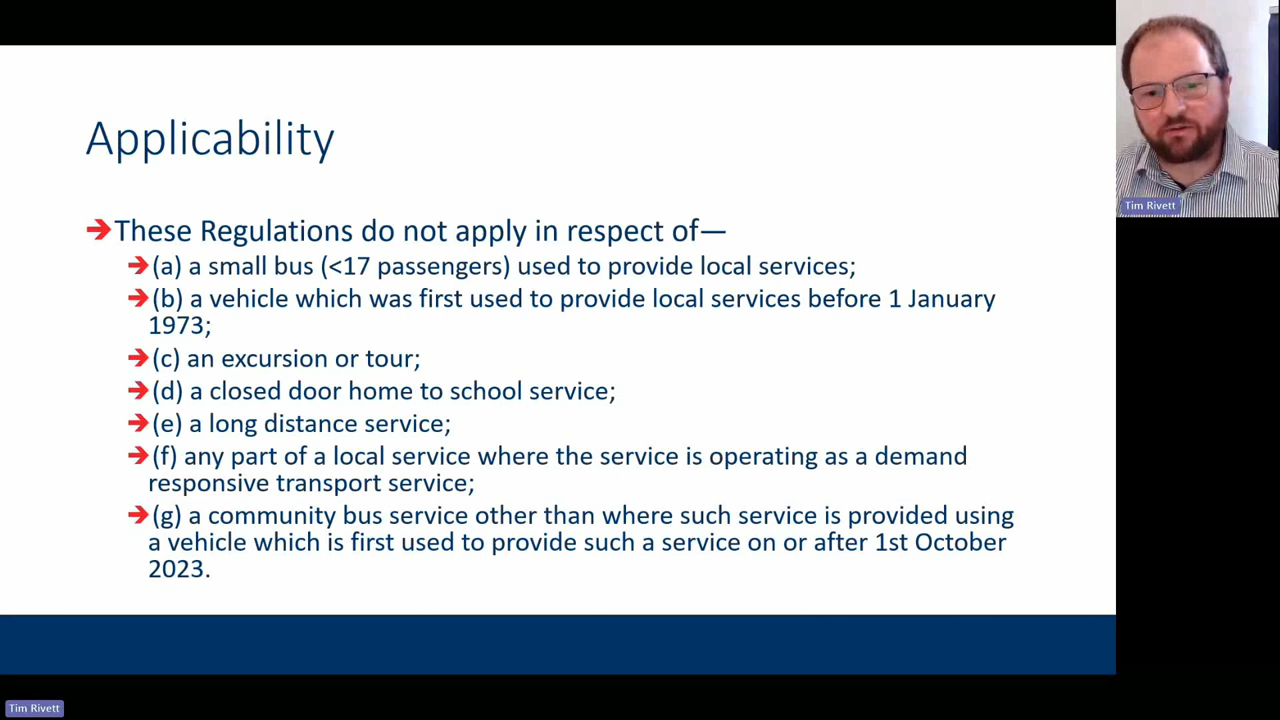 Applicability
➔These Regulations do not apply in respect of—
➔(a) a small bus (<17 passengers) used to provide local services;
➔(b) a vehicle which was first used to provide local services before 1 January
1973;
➔(c) an excursion or tour;
➔(d) a closed door home to school service;
➔(e) a long distance service;
➔(f) any part of a local service where the service is operating as a demand
responsive transport service;
➔(g) a community bus service other than where such service is provided using
a vehicle which is first used to provide such a service on or after 1st October
2023.
Tim Rivett
Tim Rivett